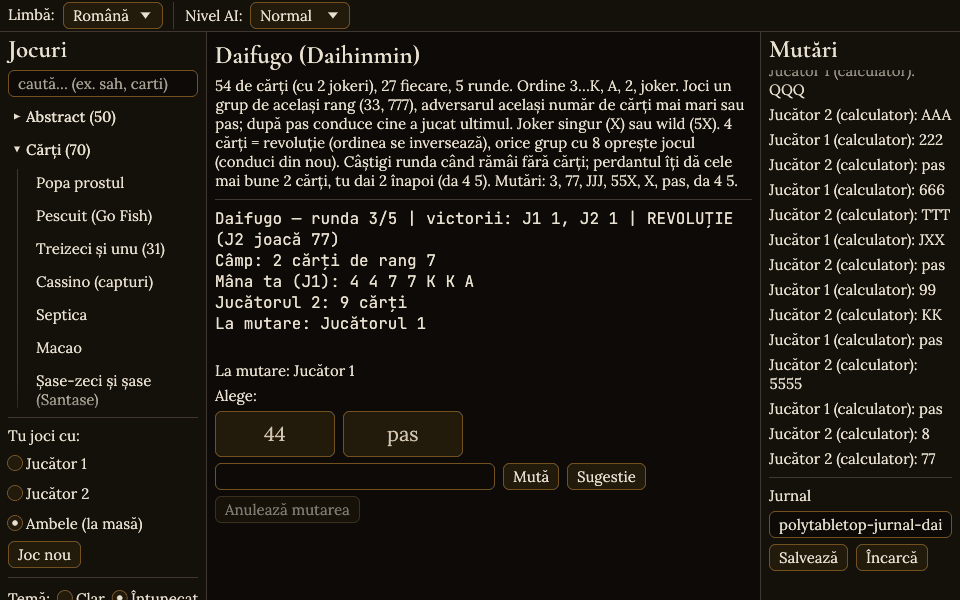 Limbă: Română ▼ Nivel AI: Normal ▼
Jocuri
caută... (ex. sah, carti)
▸ Abstract (50)
▾ Cărți (70)
Popa prostul
Pescuit (Go Fish)
Treizeci și unu (31)
Cassino (capturi)
Septica
Macao
Șase-zeci și șase
(Santase)
Tu joci cu:
Jucător 1
Jucător 2
Ambele (la masă)
Joc nou
Temă: Clar Întunecat
Daifugo (Daihinmin)
54 de cărți (cu 2 jokeri), 27 fiecare, 5 runde. Ordine 3...K, A, 2, joker. Joci un
grup de același rang (33, 777), adversarul același număr de cărți mai mari sau
pas; după pas conduce cine a jucat ultimul. Joker singur (X) sau wild (5X). 4
cărți = revoluție (ordinea se inversează), orice grup cu 8 oprește jocul
(conduci din nou). Câștigi runda când rămâi fără cărți; perdantul îți dă cele
mai bune 2 cărți, tu dai 2 înapoi (da 4 5). Mutări: 3, 77, JJJ, 55X, X, pas, da 4 5.
Daifugo — runda 3/5 | victorii: J1 1, J2 1 | REVOLUȚIE
(J2 joacă 77)
Câmp: 2 cărți de rang 7
Mâna ta (J1): 4 4 7 7 K K A
Jucătorul 2: 9 cărți
La mutare: Jucătorul 1
La mutare: Jucător 1
Alege:
44 pas
Mută Sugestie
Anulează mutarea
Mutări
Jucător 1 (calculator):
QQQ
Jucător 2 (calculator): AAA
Jucător 1 (calculator): 222
Jucător 2 (calculator): pas
Jucător 1 (calculator): 666
Jucător 2 (calculator): TTT
Jucător 1 (calculator): JXX
Jucător 2 (calculator): pas
Jucător 1 (calculator): 99
Jucător 2 (calculator): KK
Jucător 1 (calculator): pas
Jucător 2 (calculator):
5555
Jucător 1 (calculator): pas
Jucător 2 (calculator): 8
Jucător 2 (calculator): 77
Jurnal
polytabletop-jurnal-dai
Salvează Încarcă